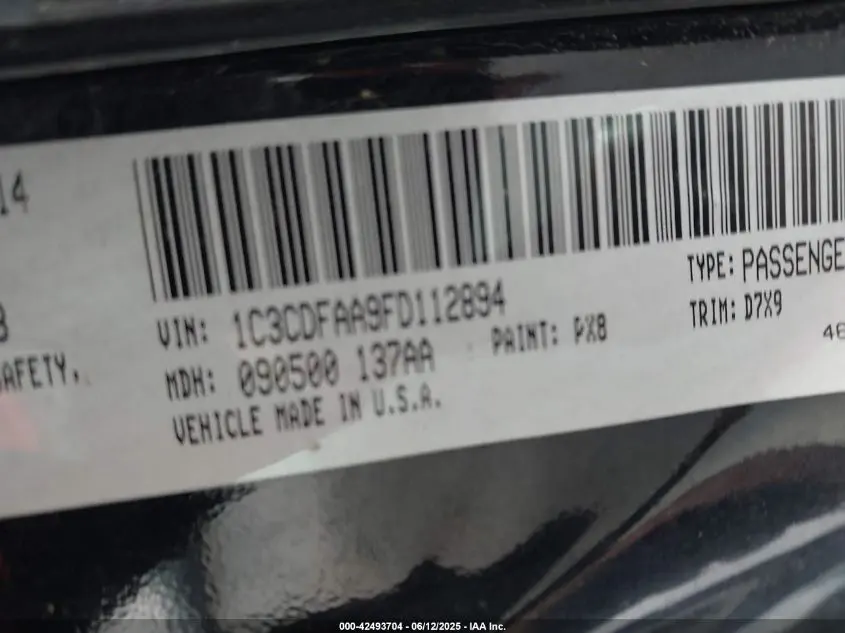 14
VIN: 1C3CDFAA9FD112894
TYPE: PASSENGE
MDH: 090500 137AA
PAINT: PX8
TRIM: D7X9
AFETY,
VEHICLE MADE IN U.S.A.
000-42493704 - 06/12/2025 - IAA Inc.